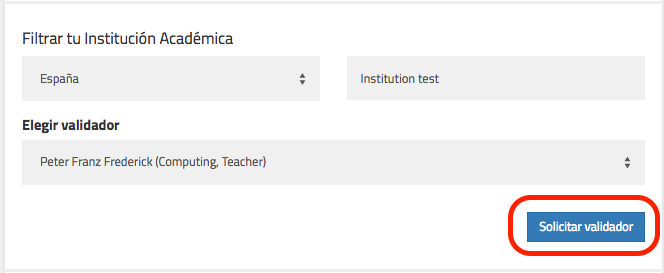 Filtrar tu Institución Académica
España
Institution test
Elegir validador
Peter Franz Frederick (Computing, Teacher)
Solicitar validador